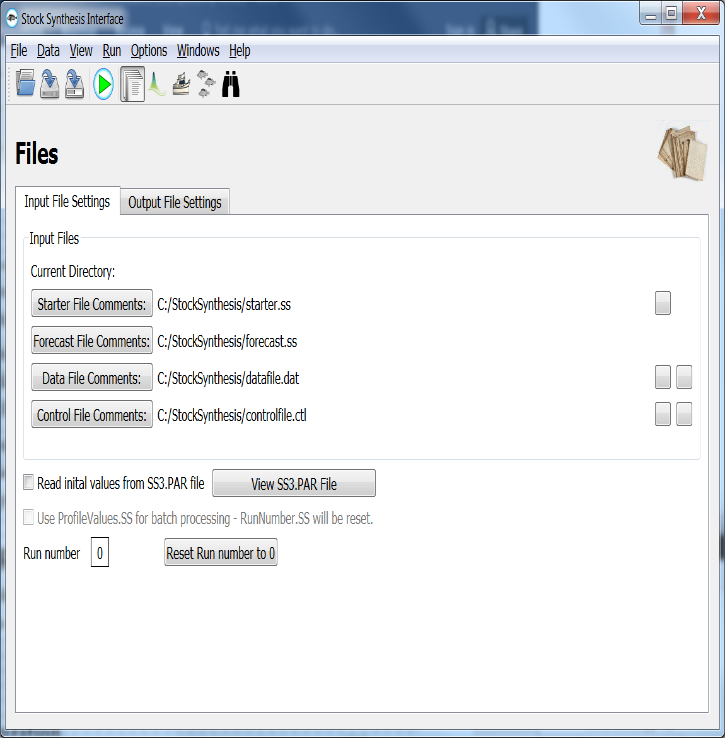 Stock Synthesis Interface
File Data View Run Options Windows Help
Files
Input File Settings Output File Settings
Input Files
Current Directory:
Starter File Comments: C:/StockSynthesis/starter.ss
Forecast File Comments: C:/StockSynthesis/forecast.ss
Data File Comments: C:/StockSynthesis/datafile.dat
Control File Comments: C:/StockSynthesis/controlfile.ctl
Read inital values from SS3.PAR file View SS3.PAR File
Use ProfileValues.SS for batch processing - RunNumber.SS will be reset.
Run number 0 Reset Run number to 0